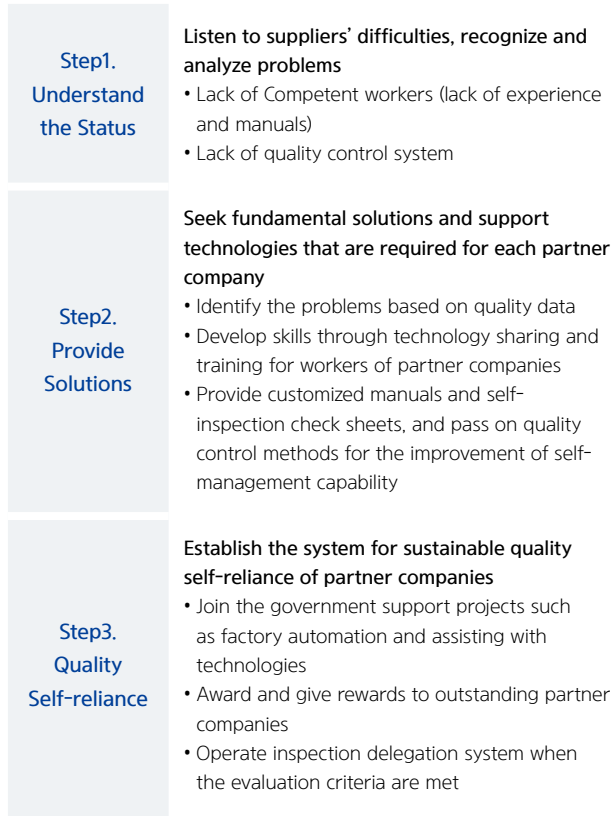 Step1.
Understand
the Status
Listen to suppliers’ difficulties, recognize and
analyze problems
• Lack of Competent workers (lack of experience
and manuals)
• Lack of quality control system
Step2.
Provide
Solutions
Seek fundamental solutions and support
technologies that are required for each partner
company
• Identify the problems based on quality data
• Develop skills through technology sharing and
training for workers of partner companies
• Provide customized manuals and self-
inspection check sheets, and pass on quality
control methods for the improvement of self-
management capability
Step3.
Quality
Self-reliance
Establish the system for sustainable quality
self-reliance of partner companies
• Join the government support projects such
as factory automation and assisting with
technologies
• Award and give rewards to outstanding partner
companies
• Operate inspection delegation system when
the evaluation criteria are met